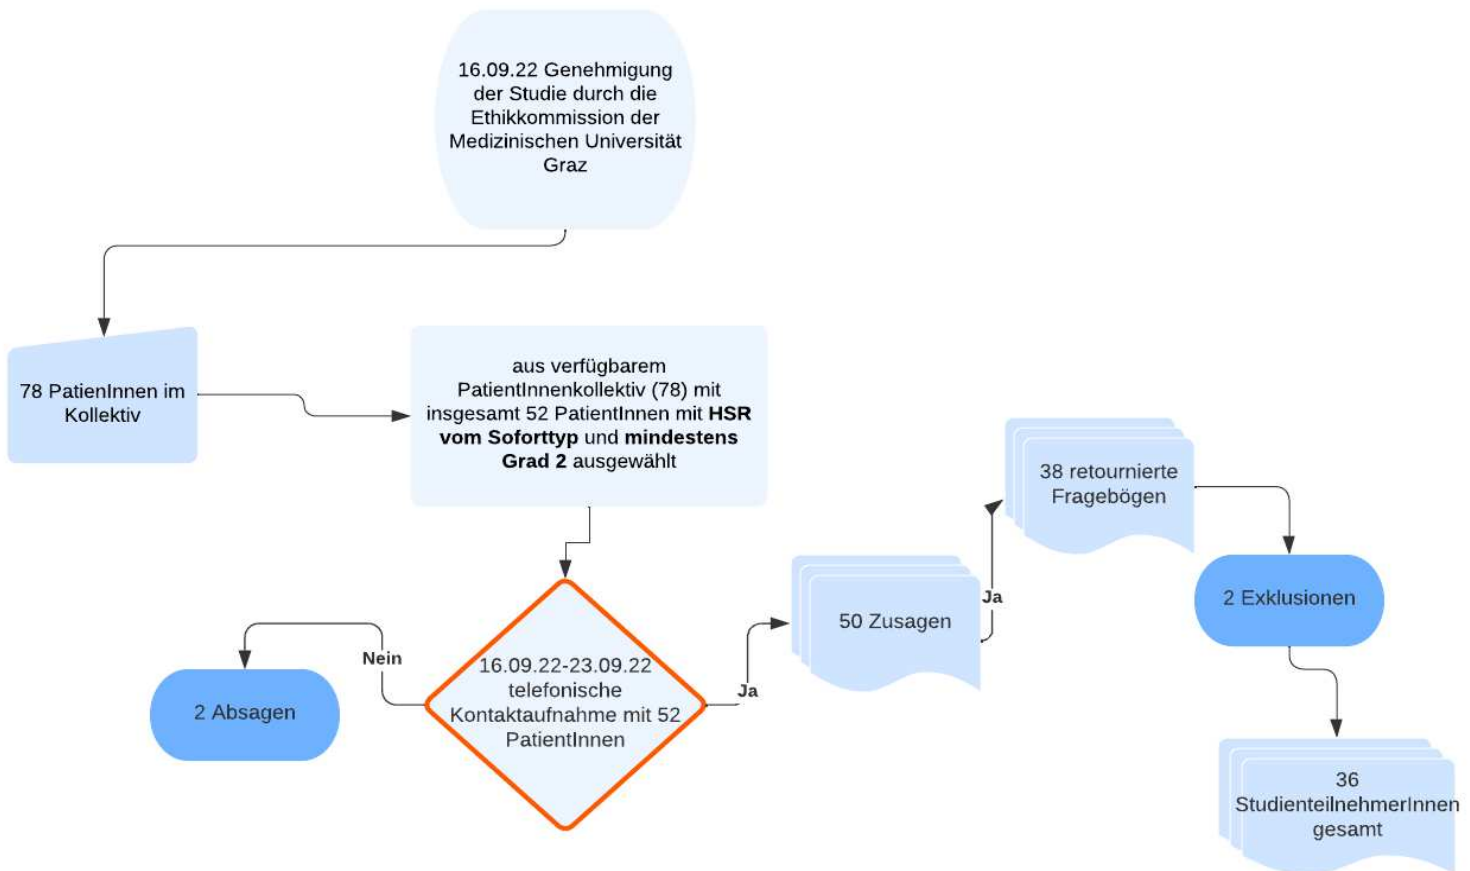 16.09.22 Genehmigung
der Studie durch die
Ethikkommission der
Medizinischen Universität
Graz
78 PatienInnen im
Kollektiv
aus verfügbarem
PatientInnenkollektiv (78) mit
insgesamt 52 PatientInnen mit HSR
vom Soforttyp und mindestens
Grad 2 ausgewählt
16.09.22-23.09.22
telefonische
Kontaktaufnahme mit 52
PatientInnen
Nein
2 Absagen
Ja
50 Zusagen
Ja
38 retournierte
Fragebögen
2 Exklusionen
36
StudienteilnehmerInnen
gesamt